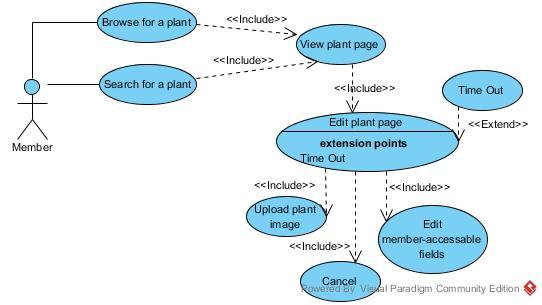 Browse for a plant
<<Include>>
View plant page
<<Include>>
Search for a plant
<<Include>>
Time Out
Member
Edit plant page
<<Extend>>
extension points
Time Out
<<Include>>
<<Include>>
Upload plant
image
Edit
member-accessable
fields
<<Include>>
Cancel
Powered By Visual Paradigm Community Edition